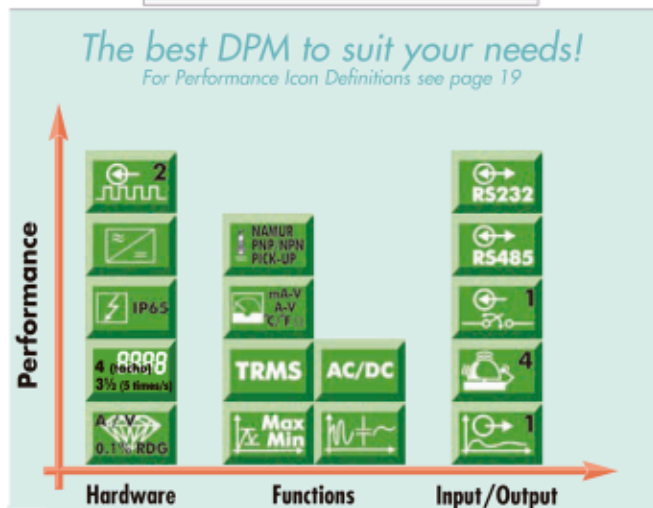 The best DPM to suit your needs!
For Performance Icon Definitions see page 19
Performance
2
IP65
4 (tacho)
8888
3½ (5 times/s)
A / V
0.1% RDG
NAMUR
PNP/NPN
PICK-UP
mA-V
A-V
TRMS
AC/DC
Max
Min
RS232
RS485
1
4
1
Hardware
Functions
Input/Output